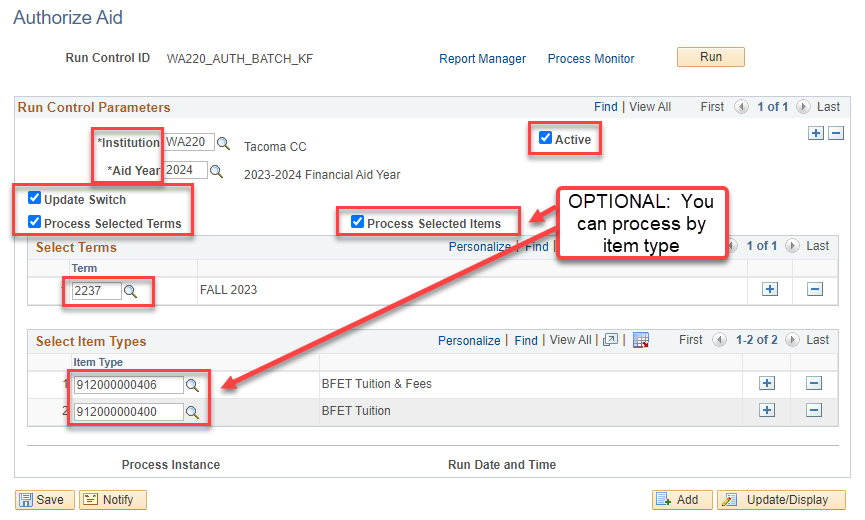 Authorize Aid
Run Control ID WA220_AUTH_BATCH_KF Report Manager Process Monitor Run
Run Control Parameters Find | View All First 1 of 1 Last
*Institution WA220 Tacoma CC Active
*Aid Year 2024 2023-2024 Financial Aid Year
Update Switch
Process Selected Terms Process Selected Items
OPTIONAL: You
can process by
item type
Select Terms Personalize | Find | 1 of 1 Last
Term
2237 FALL 2023
Select Item Types Personalize | Find | View All | | First 1-2 of 2 Last
Item Type
1 912000000406 BFET Tuition & Fees
2 912000000400 BFET Tuition
Process Instance Run Date and Time
Save Notify Add Update/Display